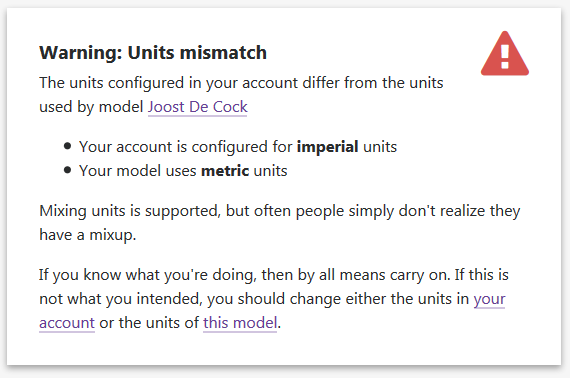 Warning: Units mismatch
The units configured in your account differ from the units
used by model Joost De Cock
• Your account is configured for imperial units
• Your model uses metric units
Mixing units is supported, but often people simply don't realize they
have a mixup.
If you know what you're doing, then by all means carry on. If this is
not what you intended, you should change either the units in your
account or the units of this model.